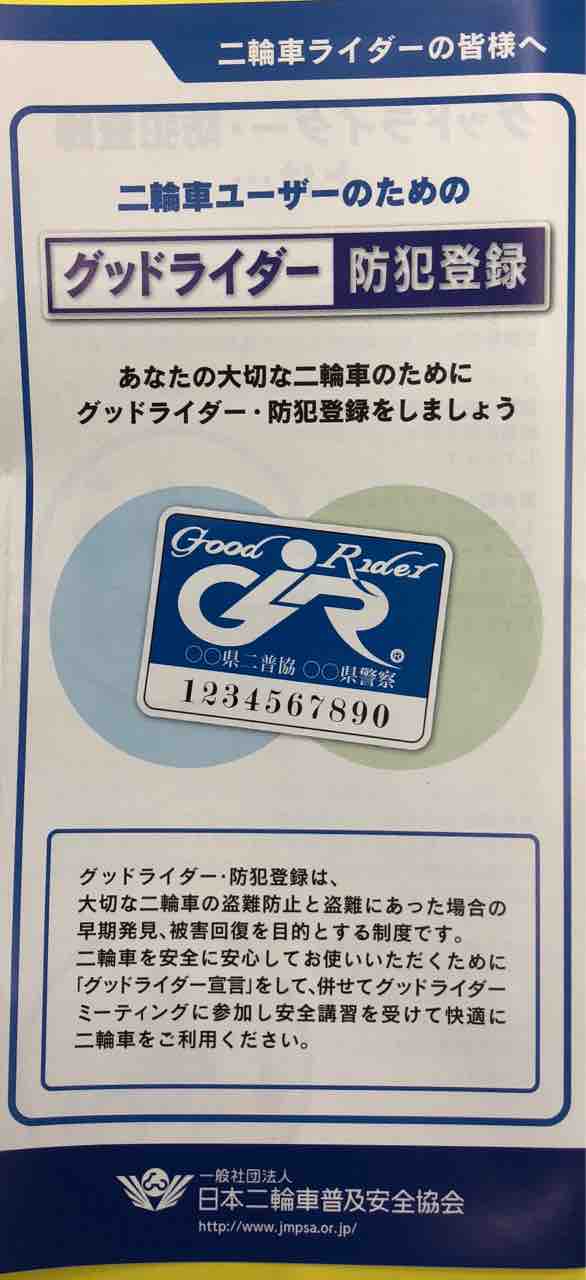 二輪車ライダーの皆様へ
二輪車ユーザーのための
グッドライダー 防犯登録
あなたの大切な二輪車のために
グッドライダー・防犯登録をしましょう
Good Rider
GR
○○県二普協 ○○県警察
1234567890
グッドライダー・防犯登録は、
大切な二輪車の盗難防止と盗難にあった場合の
早期発見、被害回復を目的とする制度です。
二輪車を安全に安心してお使いいただくために
「グッドライダー宣言」をして、併せてグッドライダー
ミーティングに参加し安全講習を受けて快適に
二輪車をご利用ください。
一般社団法人
日本二輪車普及安全協会
http://www.jmpsa.or.jp/